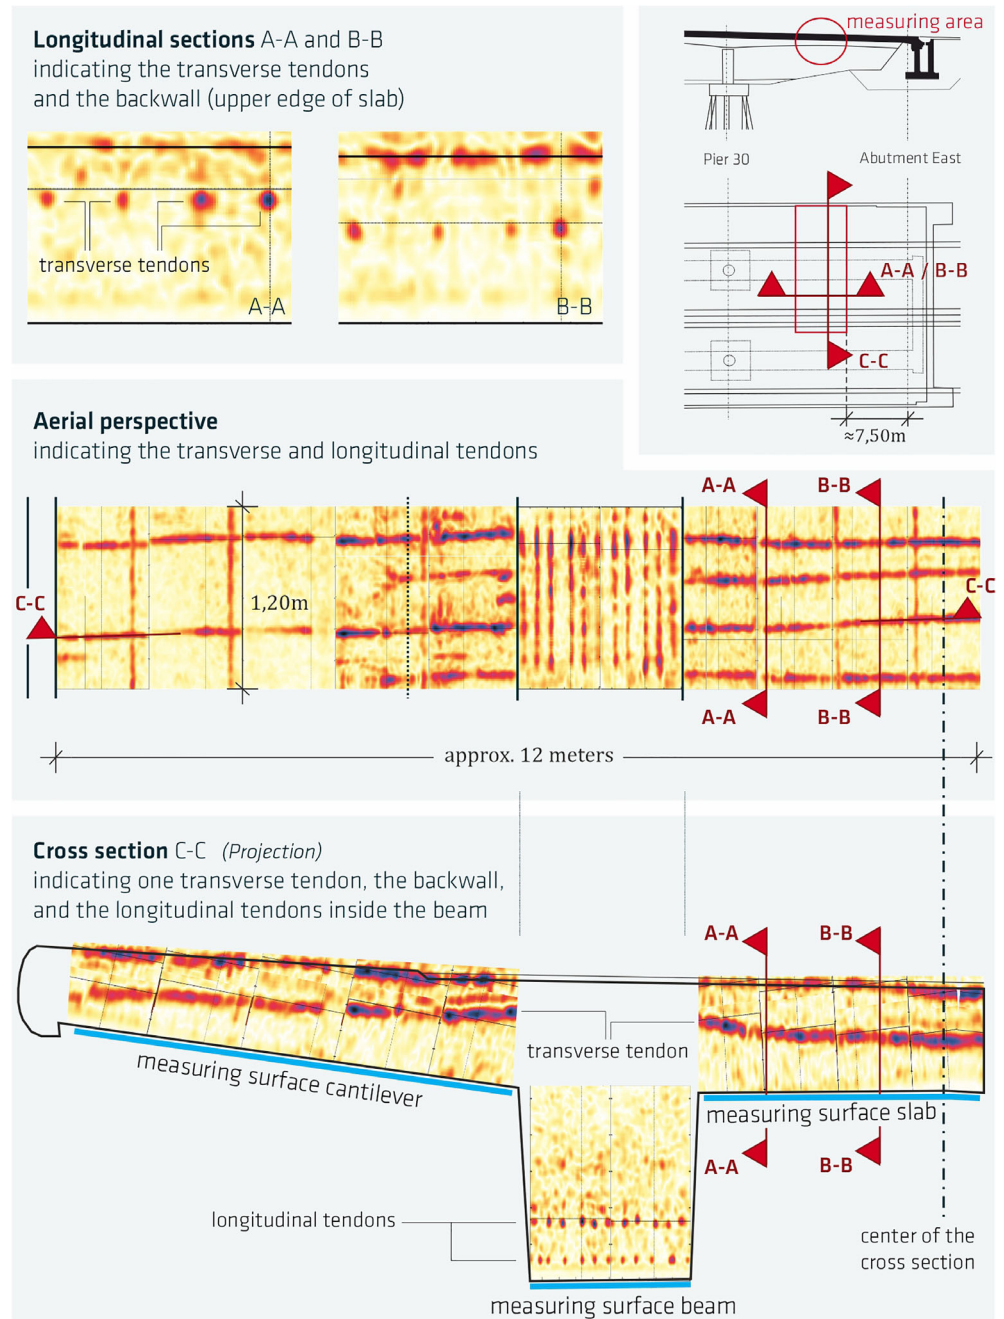 Longitudinal sections A-A and B-B
indicating the transverse tendons
and the backwall (upper edge of slab)
transverse tendons
A-A
B-B
measuring area
Pier 30
Abutment East
A-A / B-B
C-C
≈7,50m
Aerial perspective
indicating the transverse and longitudinal tendons
A-A
B-B
C-C
1,20m
C-C
A-A
B-B
approx. 12 meters
Cross section C-C (Projection)
indicating one transverse tendon, the backwall,
and the longitudinal tendons inside the beam
A-A
B-B
transverse tendon
measuring surface cantilever
measuring surface slab
A-A
B-B
longitudinal tendons
center of the
cross section
measuring surface beam